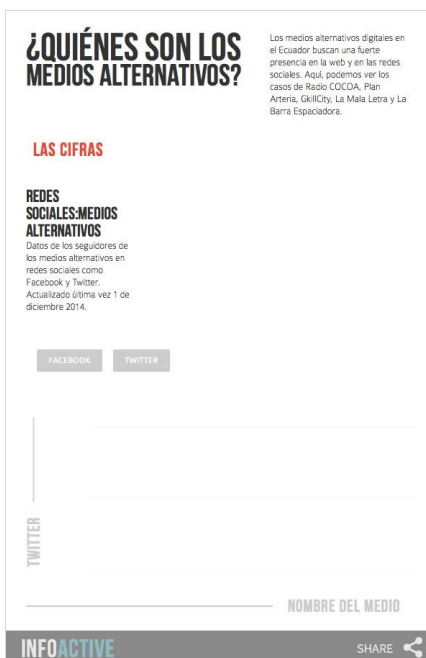 ¿QUIÉNES SON LOS
MEDIOS ALTERNATIVOS?
Los medios alternativos digitales en
el Ecuador buscan una fuerte
presencia en la web y en las redes
sociales. Aquí, podemos ver los
casos de Radio COCOA, Plan
Arteria, GkillCity, La Mala Letra y La
Barra Espaciadora.
LAS CIFRAS
REDES
SOCIALES:MEDIOS
ALTERNATIVOS
Datos de los seguidores de
los medios alternativos en
redes sociales como
Facebook y Twitter.
Actualizado última vez 1 de
diciembre 2014.
FACEBOOK
TWITTER
TWITTER
NOMBRE DEL MEDIO
INFOACTIVE
SHARE